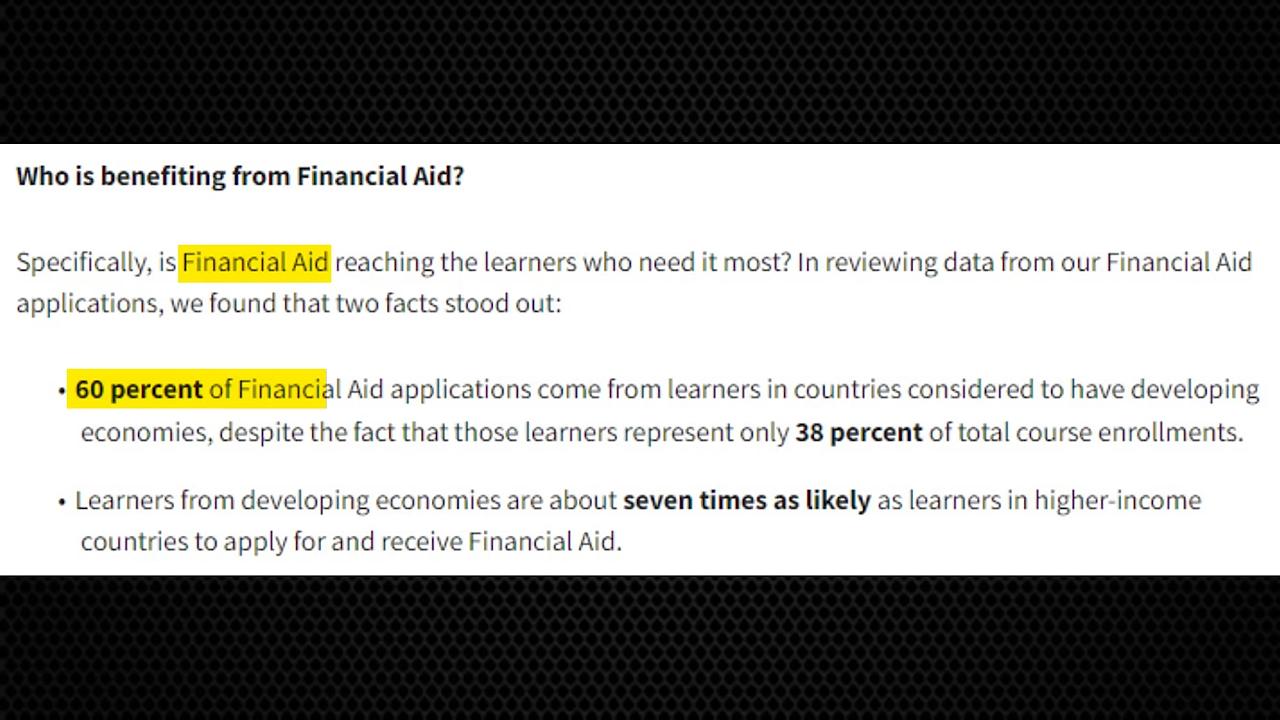 Who is benefiting from Financial Aid?
Specifically, is Financial Aid reaching the learners who need it most? In reviewing data from our Financial Aid
applications, we found that two facts stood out:
• 60 percent of Financial Aid applications come from learners in countries considered to have developing
economies, despite the fact that those learners represent only 38 percent of total course enrollments.
• Learners from developing economies are about seven times as likely as learners in higher-income
countries to apply for and receive Financial Aid.